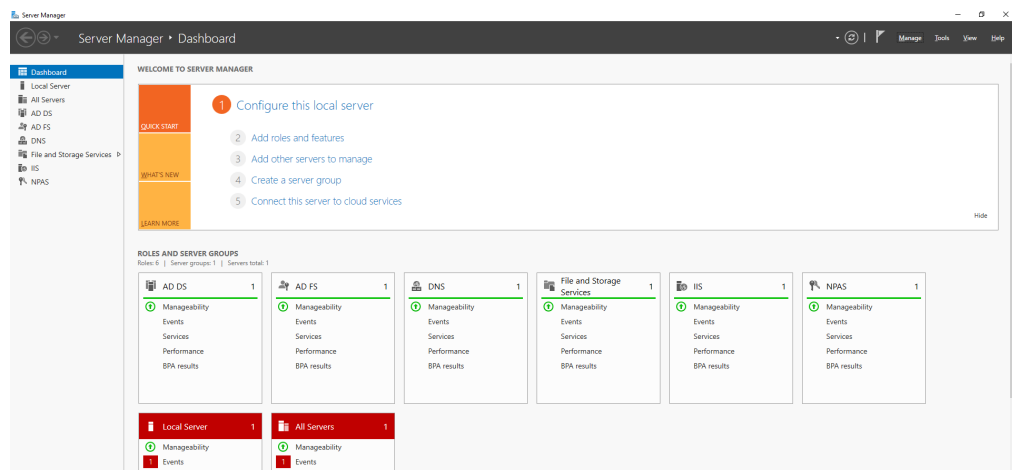 Server Manager
Server Manager ‣ Dashboard
Manage Tools View Help
Dashboard
Local Server
All Servers
AD DS
AD FS
DNS
File and Storage Services
IIS
NPAS
WELCOME TO SERVER MANAGER
QUICK START
WHAT'S NEW
LEARN MORE
1 Configure this local server
2 Add roles and features
3 Add other servers to manage
4 Create a server group
5 Connect this server to cloud services
Hide
ROLES AND SERVER GROUPS
Roles: 6 | Server groups: 1 | Servers total: 1
AD DS 1
Manageability
Events
Services
Performance
BPA results
AD FS 1
Manageability
Events
Services
Performance
BPA results
DNS 1
Manageability
Events
Services
Performance
BPA results
File and Storage
Services 1
Manageability
Events
Services
Performance
BPA results
IIS 1
Manageability
Events
Services
Performance
BPA results
NPAS 1
Manageability
Events
Services
Performance
BPA results
Local Server 1
Manageability
1 Events
All Servers 1
Manageability
1 Events